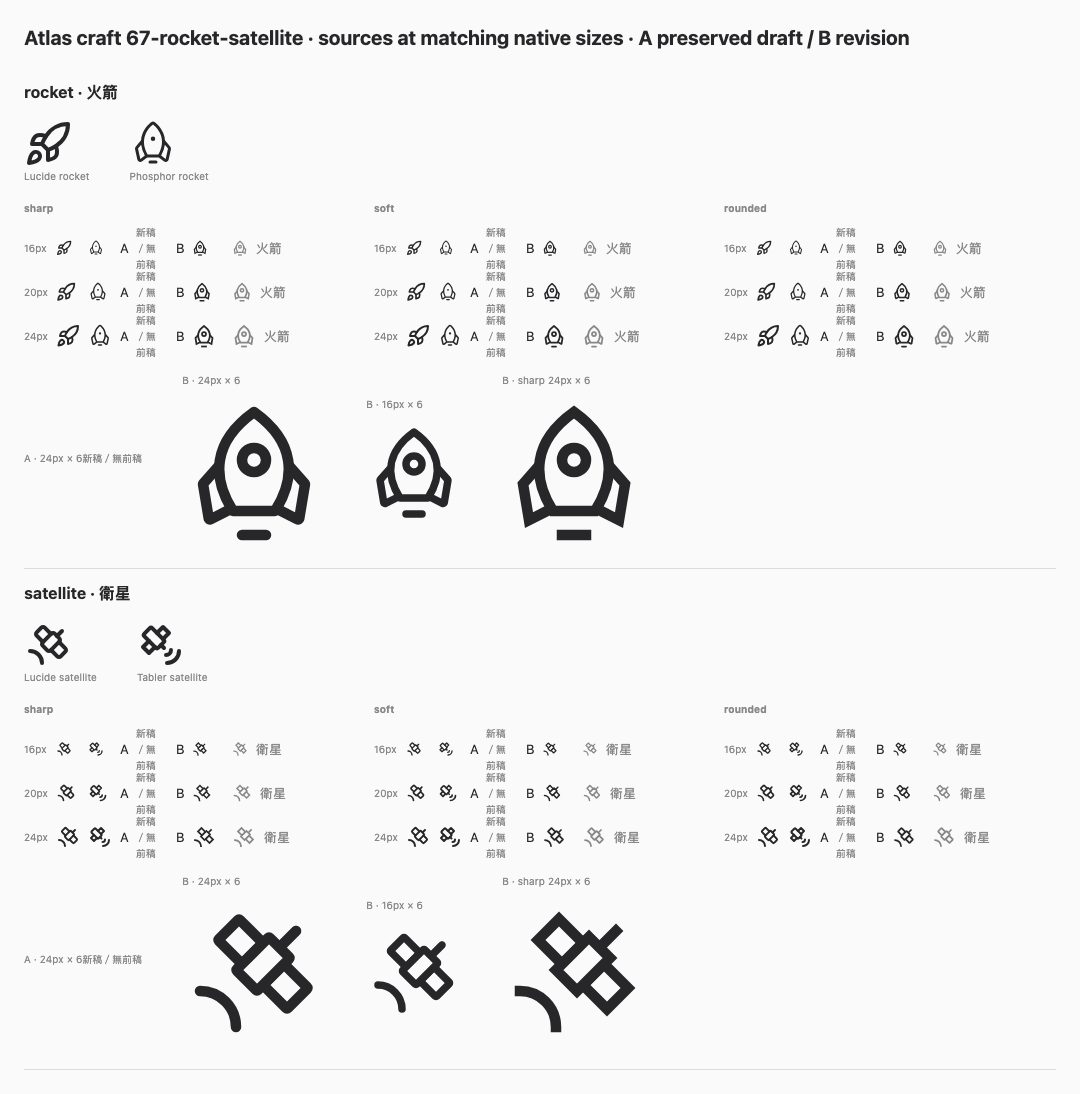 Atlas craft 67-rocket-satellite · sources at matching native sizes · A preserved draft / B revision
rocket · 火箭
Lucide rocket
Phosphor rocket
sharp
soft
rounded
16px A 新稿 / 無前稿 B 火箭
16px A 新稿 / 無前稿 B 火箭
16px A 新稿 / 無前稿 B 火箭
20px A 新稿 / 無前稿 B 火箭
20px A 新稿 / 無前稿 B 火箭
20px A 新稿 / 無前稿 B 火箭
24px A 新稿 / 無前稿 B 火箭
24px A 新稿 / 無前稿 B 火箭
24px A 新稿 / 無前稿 B 火箭
B · 24px × 6
B · sharp 24px × 6
B · 16px × 6
A · 24px × 6新稿 / 無前稿
satellite · 衛星
Lucide satellite
Tabler satellite
sharp
soft
rounded
16px A 新稿 / 無前稿 B 衛星
16px A 新稿 / 無前稿 B 衛星
16px A 新稿 / 無前稿 B 衛星
20px A 新稿 / 無前稿 B 衛星
20px A 新稿 / 無前稿 B 衛星
20px A 新稿 / 無前稿 B 衛星
24px A 新稿 / 無前稿 B 衛星
24px A 新稿 / 無前稿 B 衛星
24px A 新稿 / 無前稿 B 衛星
B · 24px × 6
B · sharp 24px × 6
B · 16px × 6
A · 24px × 6新稿 / 無前稿